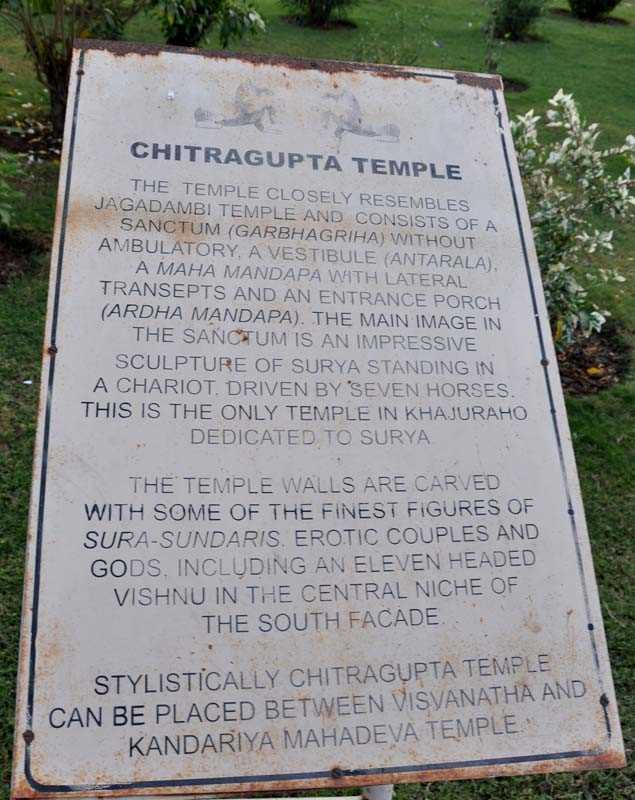 CHITRAGUPTA TEMPLE
THE TEMPLE CLOSELY RESEMBLES
JAGADAMBI TEMPLE AND CONSISTS OF A
SANCTUM (GARBHAGRIHA) WITHOUT
AMBULATORY, A VESTIBULE (ANTARALA),
A MAHA MANDAPA WITH LATERAL
TRANSEPTS AND AN ENTRANCE PORCH
(ARDHA MANDAPA). THE MAIN IMAGE IN
THE SANCTUM IS AN IMPRESSIVE
SCULPTURE OF SURYA STANDING IN
A CHARIOT, DRIVEN BY SEVEN HORSES.
THIS IS THE ONLY TEMPLE IN KHAJURAHO
DEDICATED TO SURYA.
THE TEMPLE WALLS ARE CARVED
WITH SOME OF THE FINEST FIGURES OF
SURA-SUNDARIS, EROTIC COUPLES AND
GODS, INCLUDING AN ELEVEN HEADED
VISHNU IN THE CENTRAL NICHE OF
THE SOUTH FACADE.
STYLISTICALLY CHITRAGUPTA TEMPLE
CAN BE PLACED BETWEEN VISVANATHA AND
KANDARIYA MAHADEVA TEMPLE.